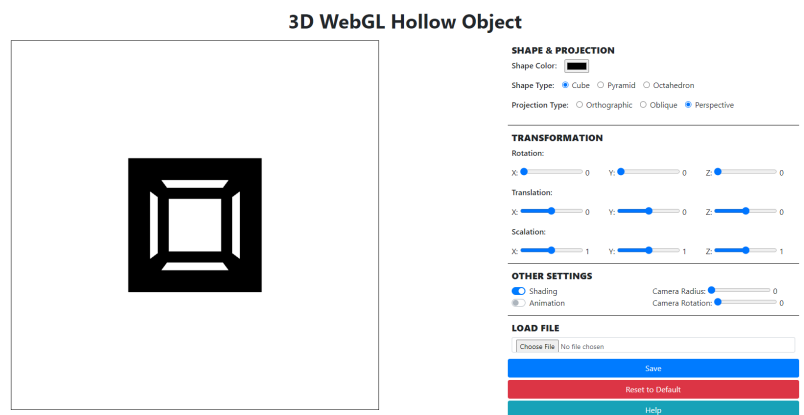 3D WebGL Hollow Object
SHAPE & PROJECTION
Shape Color:
Shape Type: Cube Pyramid Octahedron
Projection Type: Orthographic Oblique Perspective
TRANSFORMATION
Rotation:
X: 0 Y: 0 Z: 0
Translation:
X: 0 Y: 0 Z: 0
Scalation:
X: 1 Y: 1 Z: 1
OTHER SETTINGS
Shading Camera Radius: 0
Animation Camera Rotation: 0
LOAD FILE
Choose File No file chosen
Save
Reset to Default
Help